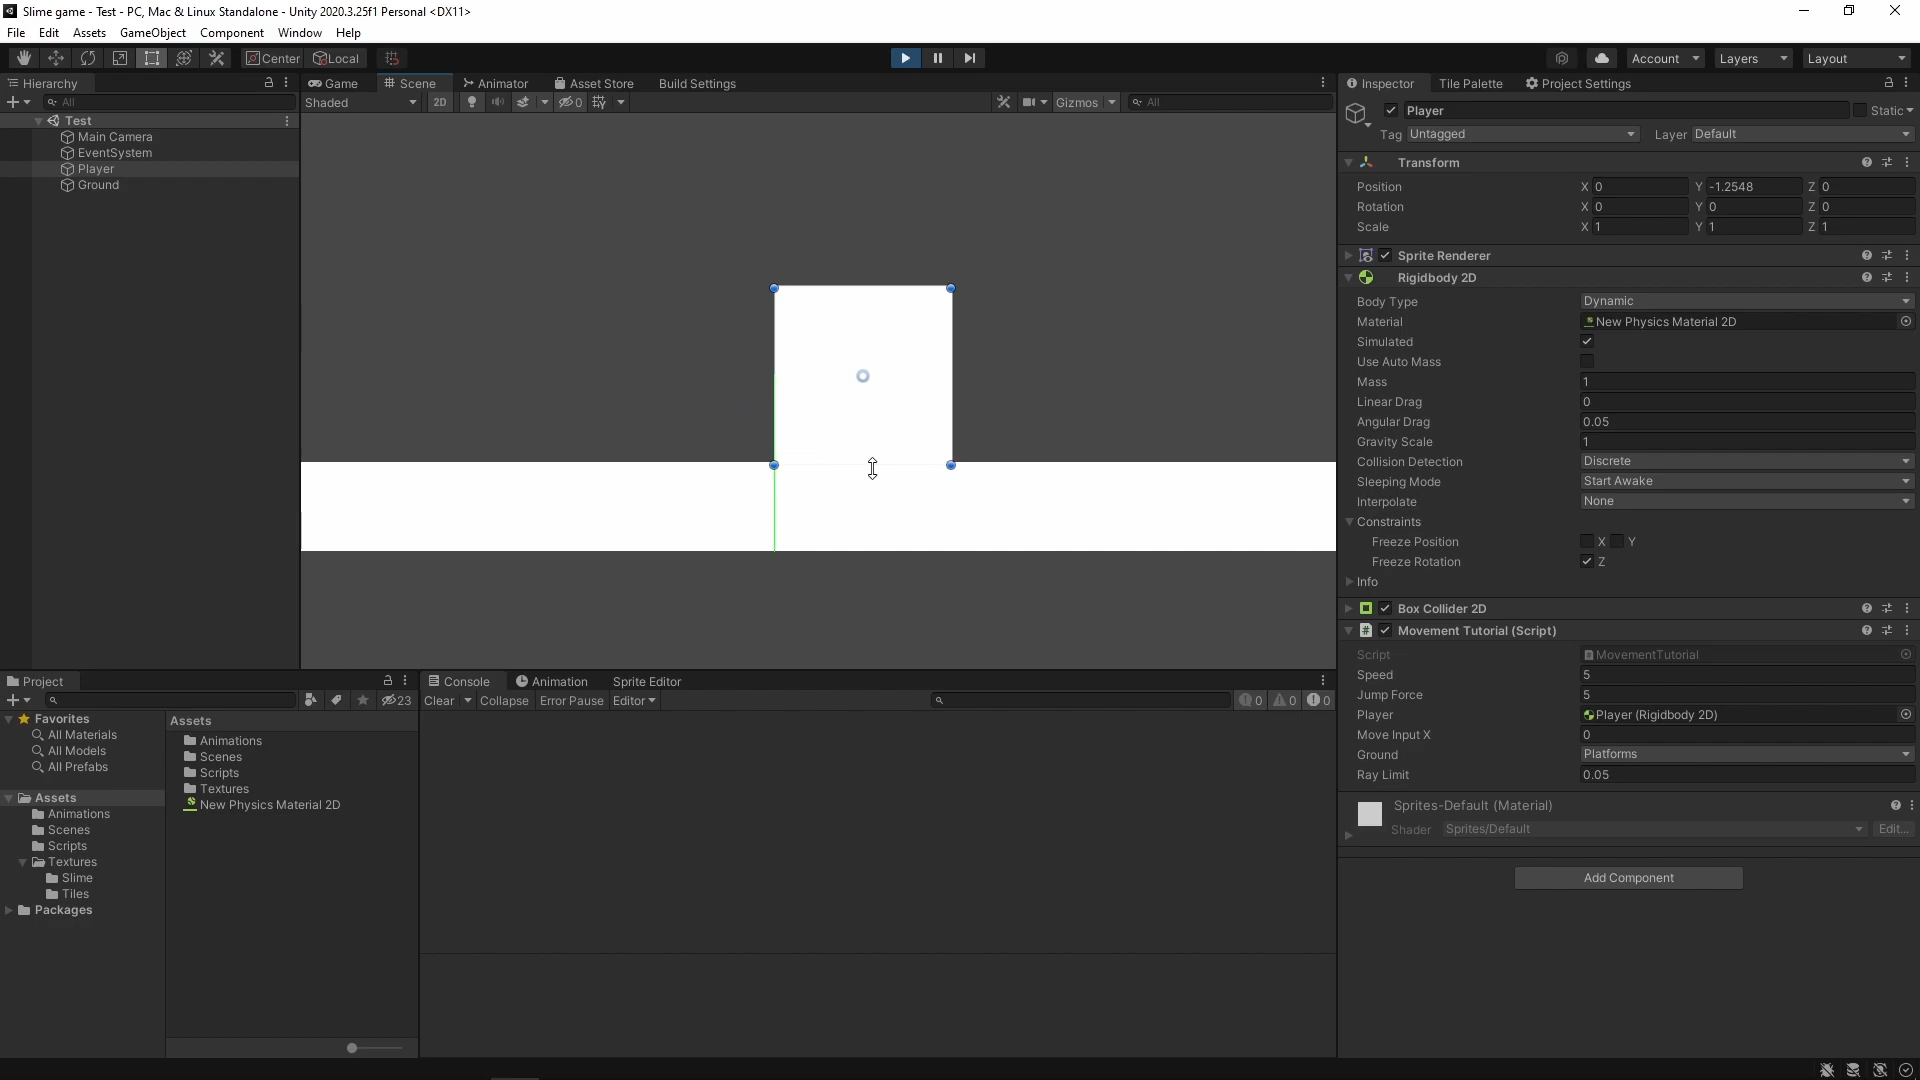 Slime game - Test - PC, Mac & Linux Standalone - Unity 2020.3.25f1 Personal <DX11>
File Edit Assets GameObject Component Window Help
Center Local Account Layers Layout
Hierarchy Game Scene Animator Asset Store Build Settings Inspector Tile Palette Project Settings
All Shaded 2D 0 Gizmos All
Player Static
Test
Main Camera
EventSystem
Player
Ground
Tag Untagged Layer Default
Transform
Position X 0 Y -1.2548 Z 0
Rotation X 0 Y 0 Z 0
Scale X 1 Y 1 Z 1
Sprite Renderer
Rigidbody 2D
Body Type Dynamic
Material New Physics Material 2D
Simulated
Use Auto Mass
Mass 1
Linear Drag 0
Angular Drag 0.05
Gravity Scale 1
Collision Detection Discrete
Sleeping Mode Start Awake
Interpolate None
Constraints
Freeze Position X Y
Freeze Rotation Z
Info
Box Collider 2D
Movement Tutorial (Script)
Script MovementTutorial
Speed 5
Jump Force 5
Player Player (Rigidbody 2D)
Move Input X 0
Ground Platforms
Ray Limit 0.05
Sprites-Default (Material)
Shader Sprites/Default Edit...
Add Component
Project
23
Favorites
All Materials
All Models
All Prefabs
Assets
Animations
Scenes
Scripts
Textures
Slime
Tiles
Packages
Assets
Animations
Scenes
Scripts
Textures
New Physics Material 2D
Console Animation Sprite Editor
Clear Collapse Error Pause Editor 0 0 0